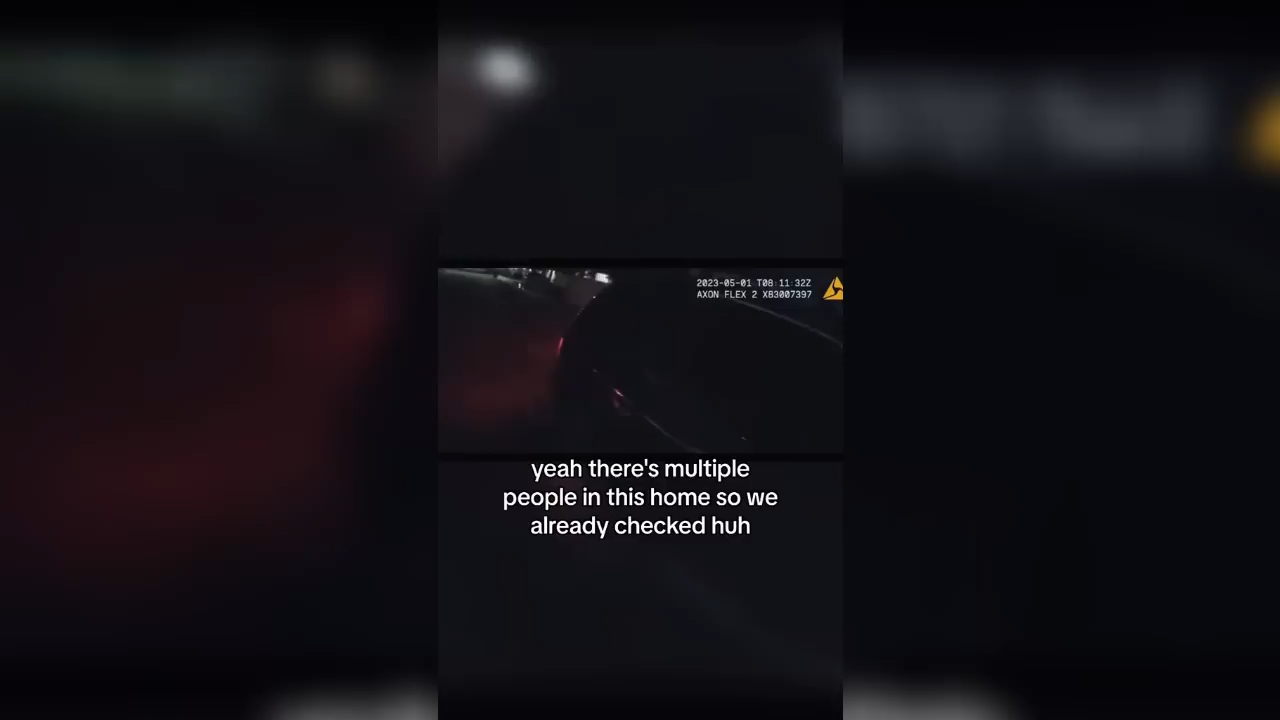 2023-05-01 T08:11:32Z
AXON FLEX 2 X83007397
yeah there's multiple
people in this home so we
already checked huh